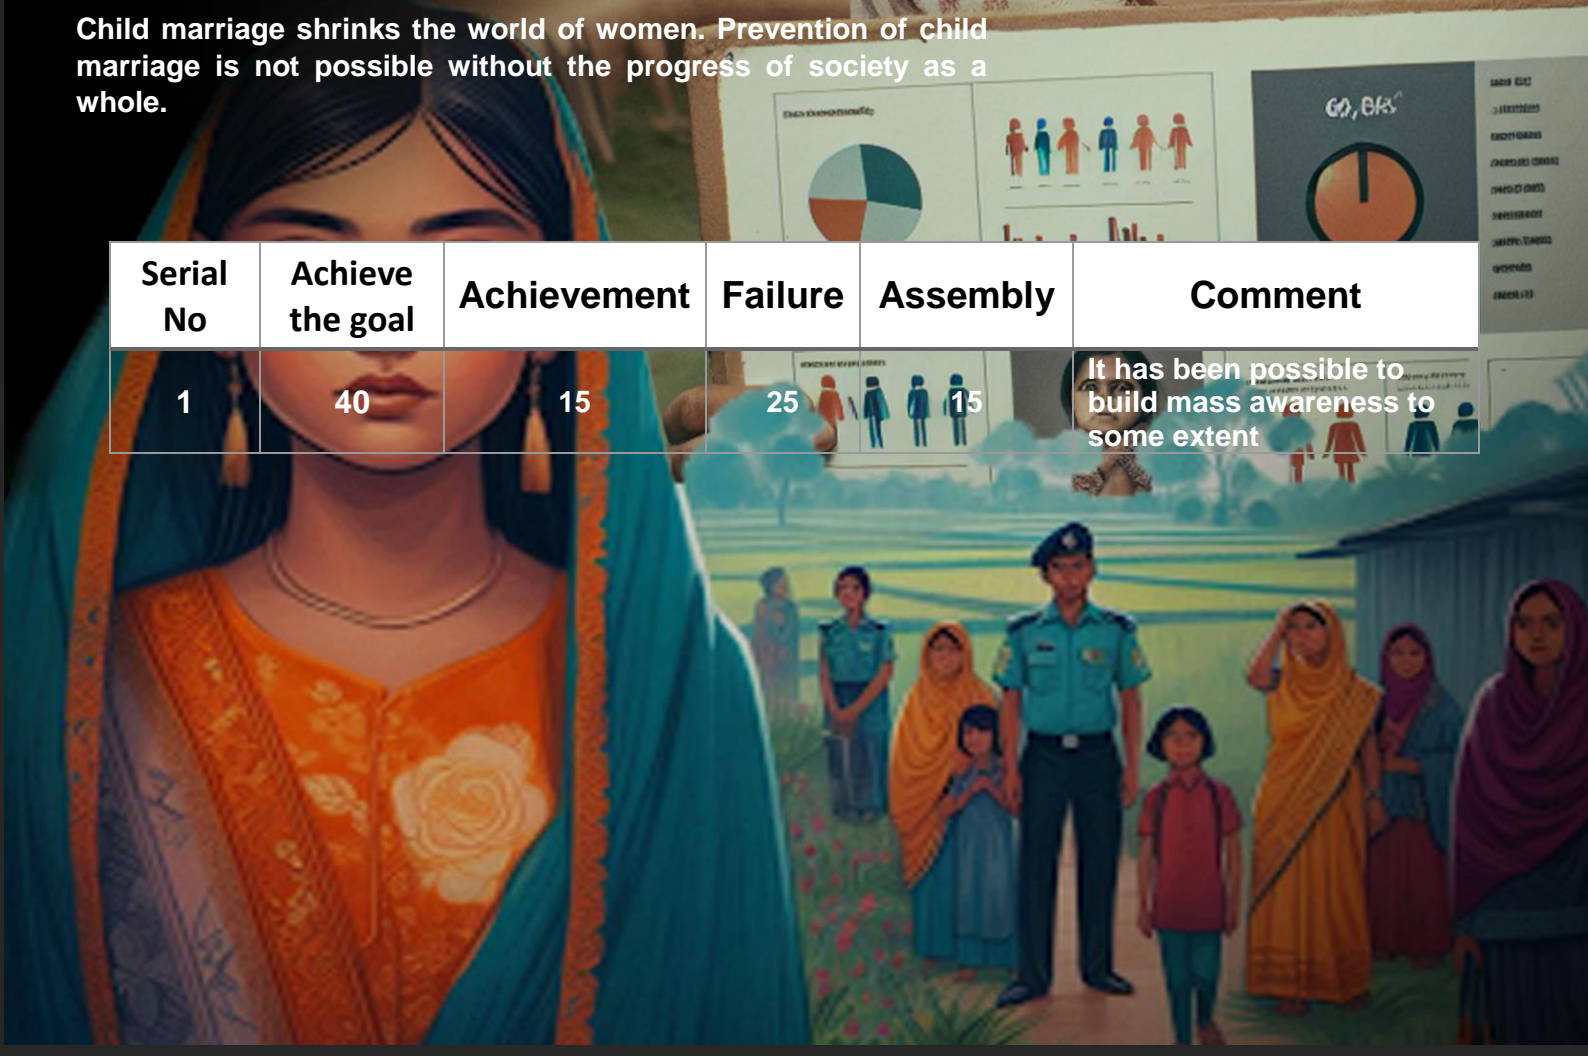 Child marriage shrinks the world of women. Prevention of child
marriage is not possible without the progress of society as a
whole.
Serial No Achieve the goal Achievement Failure Assembly Comment
1 40 15 25 15 It has been possible to
build mass awareness to
some extent